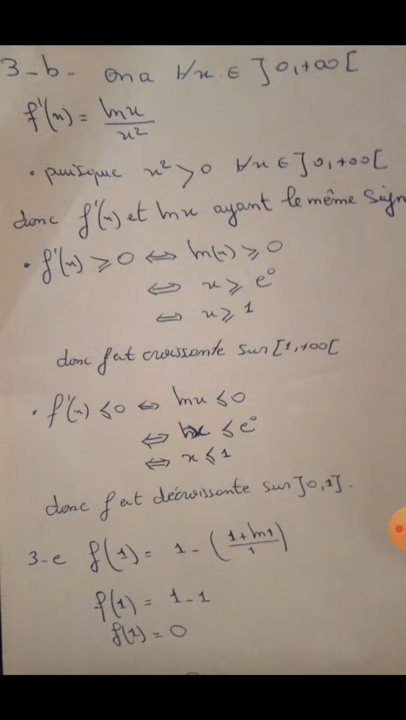 3-b- on a ∀x ∈ ]0,+∞[
f'(x) = lnx/x²
• puisque x² > 0 ∀x ∈ ]0,+∞[
donc f'(x) et lnx ayant le même sign
• f'(x) ⩾ 0 ⇔ ln(x) ⩾ 0
⇔ x ⩾ e⁰
⇔ x ⩾ 1
donc f est croissante sur [1,+∞[
• f'(x) ⩽ 0 ⇔ lnx ⩽ 0
⇔ x ⩽ e⁰
⇔ x ⩽ 1
donc f est décroissante sur ]0,1].
3-c f(1) = 1 - (1+ln1/1)
f(1) = 1-1
f(1) = 0